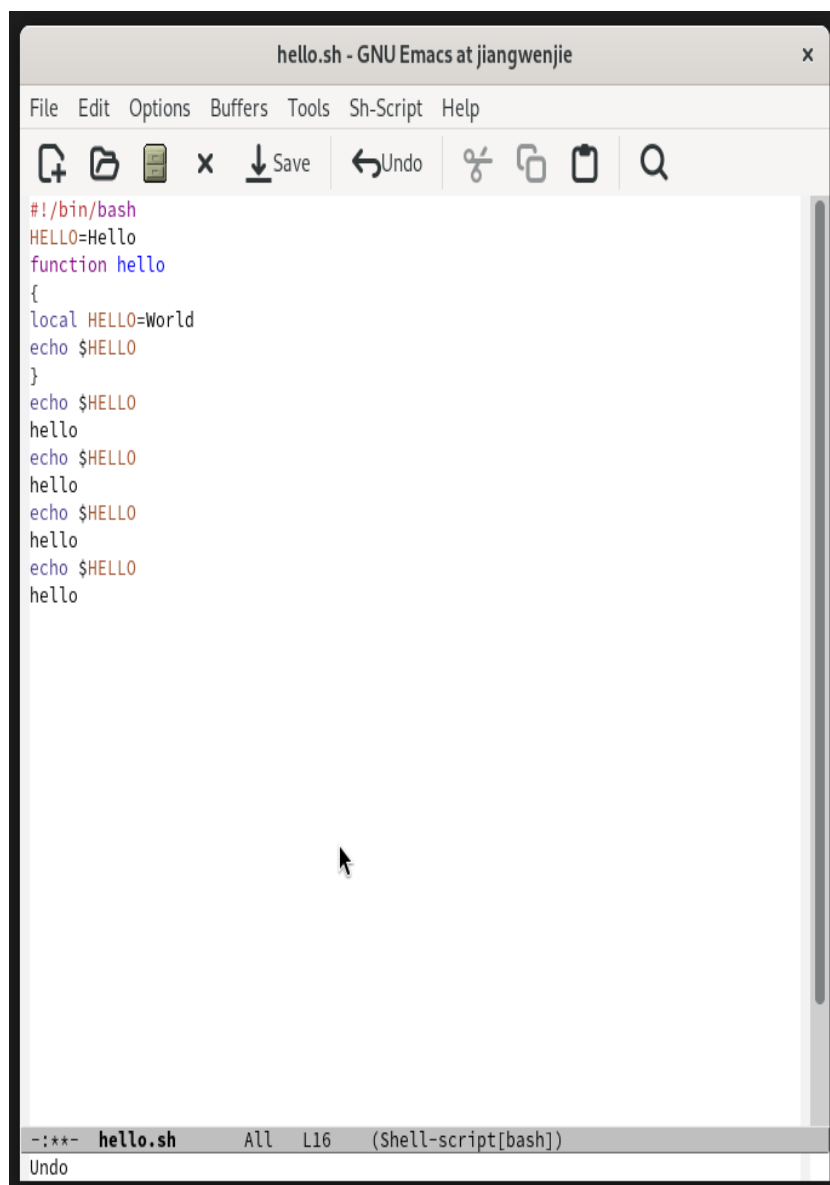 hello.sh - GNU Emacs at jiangwenjie
File Edit Options Buffers Tools Sh-Script Help
Save Undo
#!/bin/bash
HELLO=Hello
function hello
{
local HELLO=World
echo $HELLO
}
echo $HELLO
hello
echo $HELLO
hello
echo $HELLO
hello
echo $HELLO
hello
-:**- hello.sh All L16 (Shell-script[bash])
Undo